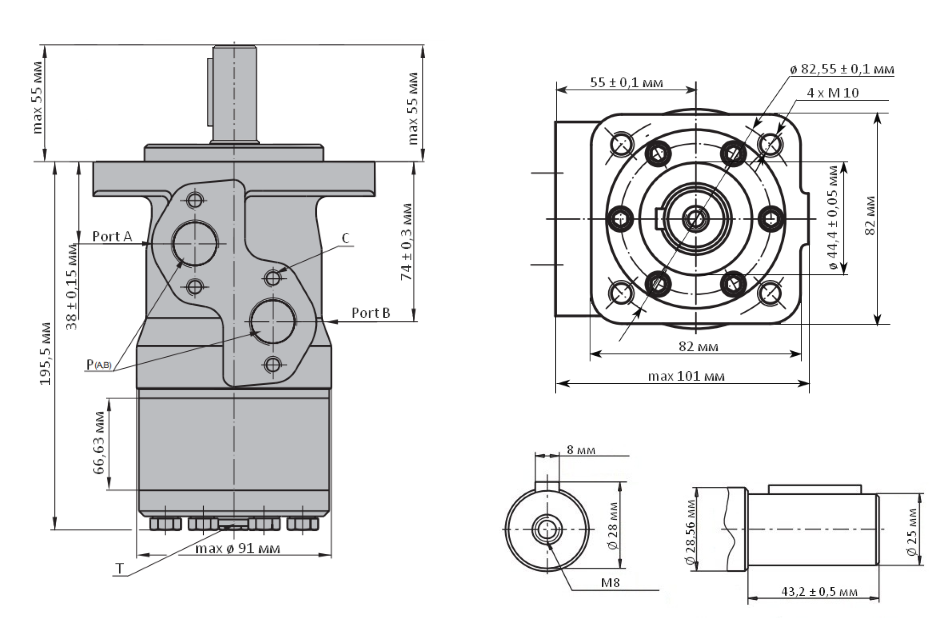 max 55 мм
max 55 мм
Port A
38 ± 0,15 мм
195,5 мм
P(A,B)
66,63 мм
C
74 ± 0,3 мм
Port B
T
max ø 91 мм
55 ± 0,1 мм
ø 82,55 ± 0,1 мм
4 x M 10
ø 44,4 ± 0,05 мм
82 мм
82 мм
max 101 мм
8 мм
Ø 28 мм
M8
Ø 28,56 мм
Ø 25 мм
43,2 ± 0,5 мм